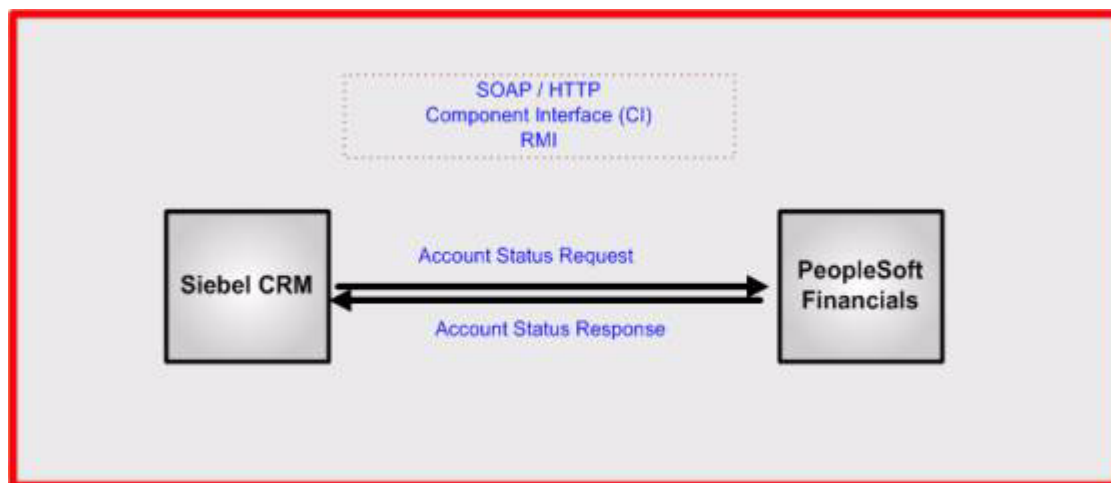 SOAP / HTTP
Component Interface (CI)
RMI
Account Status Request
Siebel CRM
PeopleSoft
Financials
Account Status Response